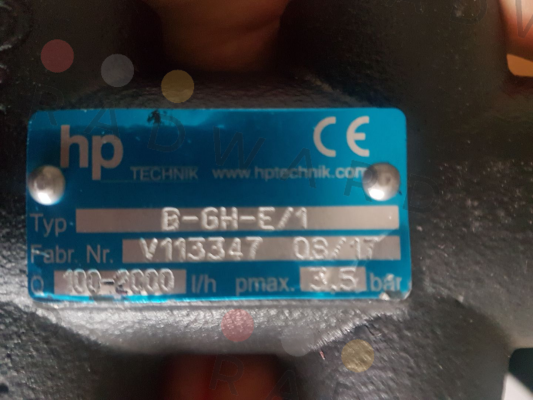 hp CE
TECHNIK www.hptechnik.com
Typ B-GH-E/1
Fabr. Nr. V113347 08/17
Q 100-2000 l/h pmax. 3.5 bar